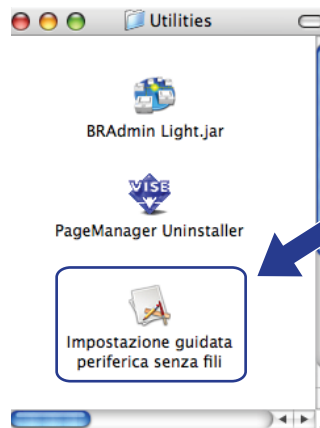 Utilities
BRAdmin Light.jar
VISE
PageManager Uninstaller
Impostazione guidata
periferica senza fili